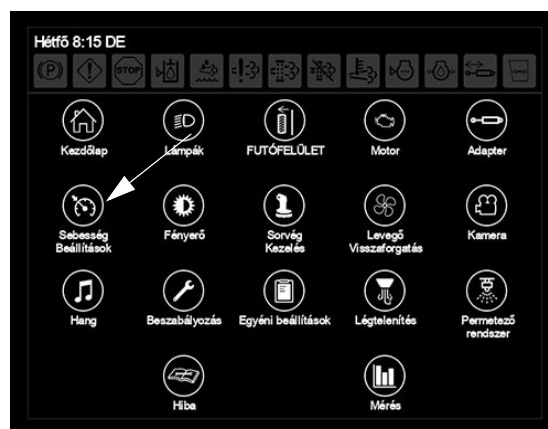 Hétfő 8:15 DE
STOP
Kezdőlap
Lámpák
FUTÓFELÜLET
Motor
Adapter
Sebesség
Beállítások
Fényerő
Sorvég
Kezelés
Levegő
Visszaforgatás
Kamera
Hang
Beszabályozás
Egyéni beállítások
Légtelenítés
Permetező
rendszer
Hiba
Mérés